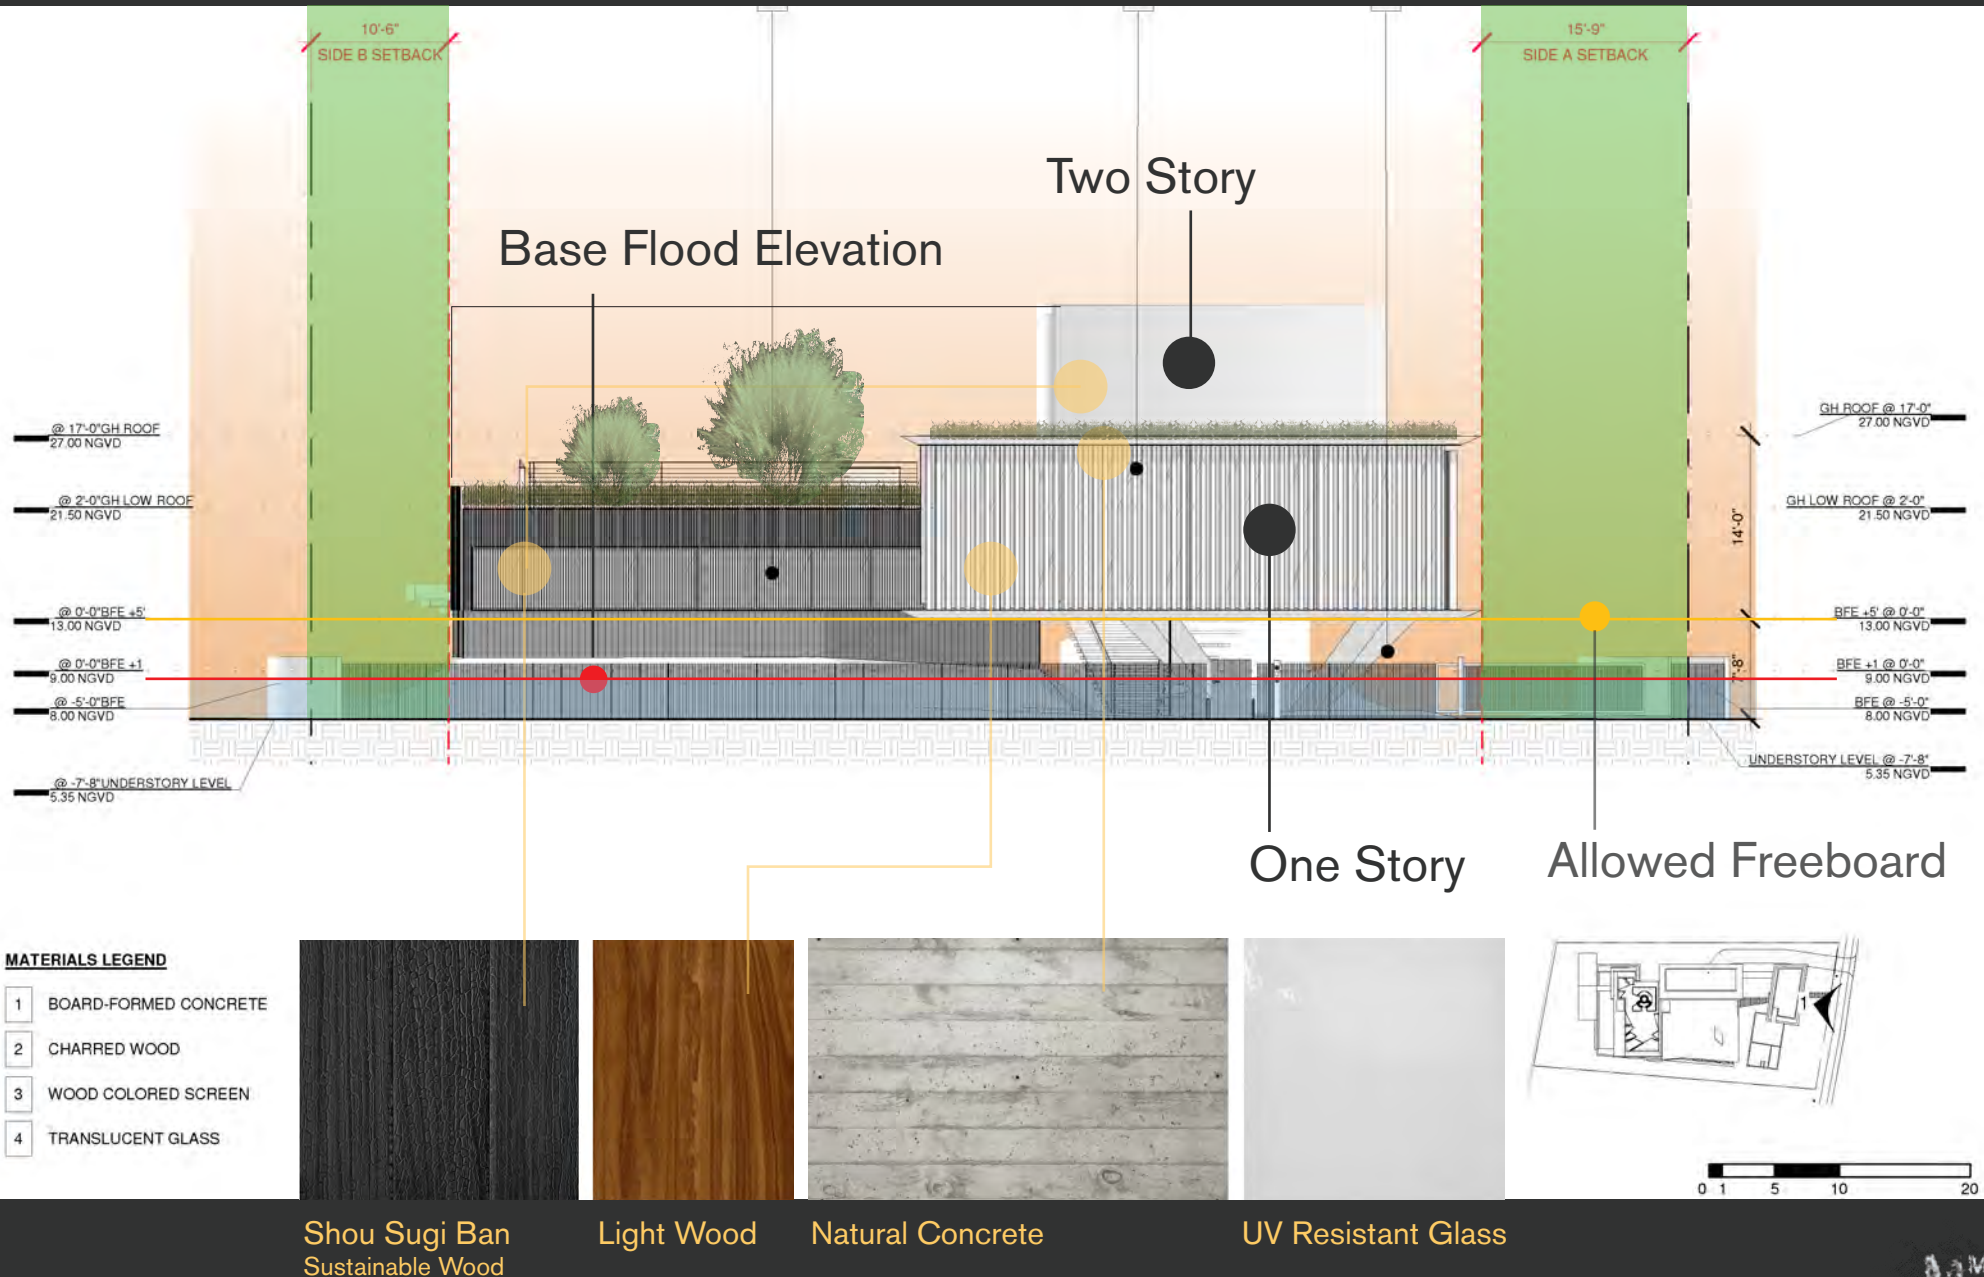 10'-6"
SIDE B SETBACK
15'-9"
SIDE A SETBACK
Two Story
Base Flood Elevation
@ 17'-0"GH ROOF
27.00 NGVD
@ 2'-0"GH LOW ROOF
21.50 NGVD
@ 0'-0"BFE +5'
13.00 NGVD
@ 0'-0"BFE +1
9.00 NGVD
@ -5'-0"BFE
8.00 NGVD
@ -7'-8"UNDERSTORY LEVEL
5.35 NGVD
GH ROOF @ 17'-0"
27.00 NGVD
GH LOW ROOF @ 2'-0"
21.50 NGVD
14'-0"
BFE +5' @ 0'-0"
13.00 NGVD
BFE +1 @ 0'-0"
9.00 NGVD
BFE @ -5'-0"
8.00 NGVD
UNDERSTORY LEVEL @ -7'-8"
5.35 NGVD
One Story
Allowed Freeboard
MATERIALS LEGEND
1 BOARD-FORMED CONCRETE
2 CHARRED WOOD
3 WOOD COLORED SCREEN
4 TRANSLUCENT GLASS
1
0 1 5 10 20
Shou Sugi Ban
Sustainable Wood
Light Wood
Natural Concrete
UV Resistant Glass